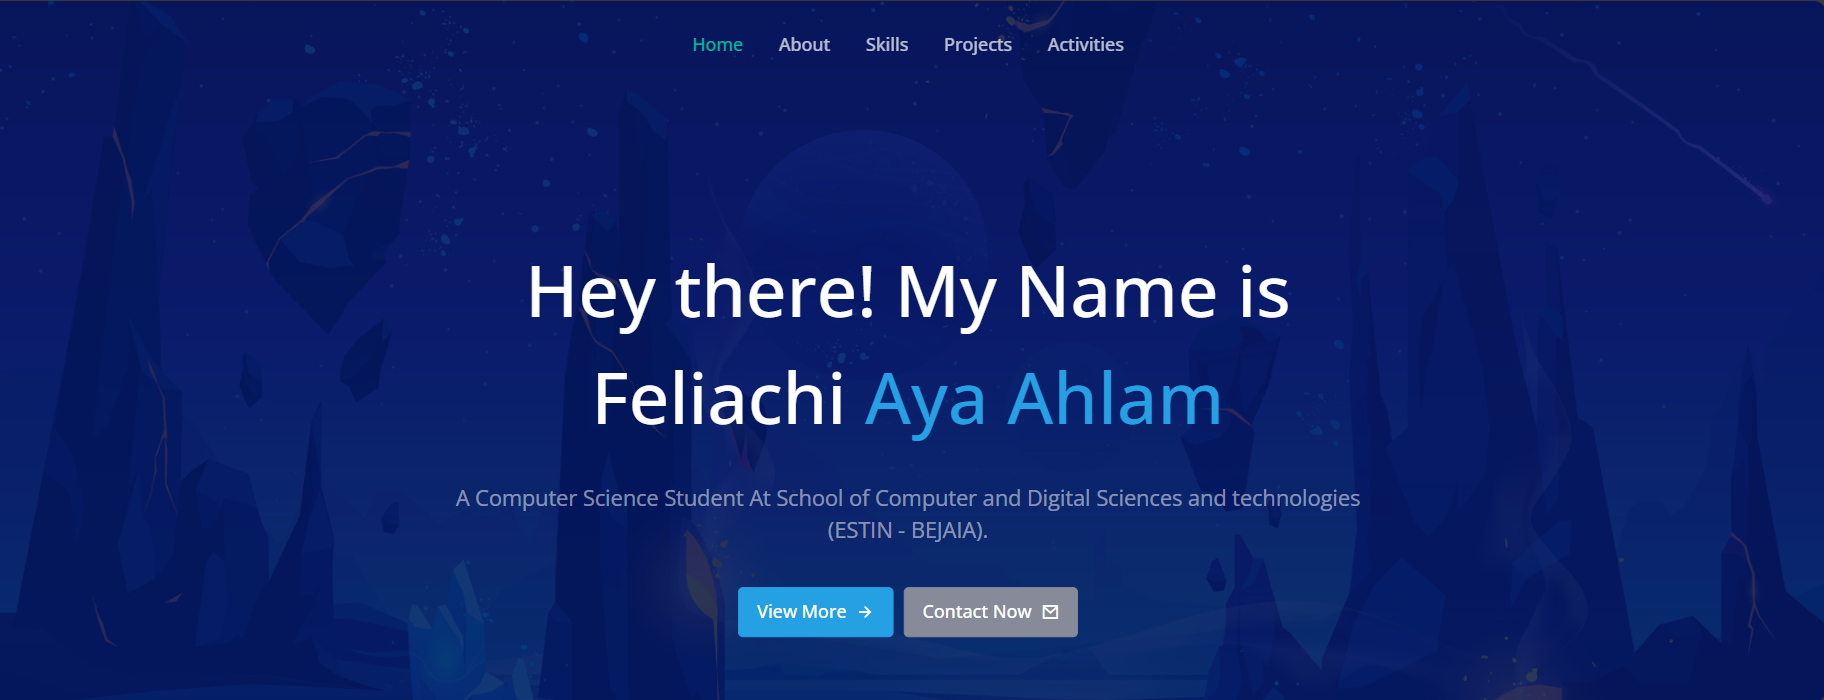 Home About Skills Projects Activities
Hey there! My Name is
Feliachi Aya Ahlam
A Computer Science Student At School of Computer and Digital Sciences and technologies
(ESTIN - BEJAIA).
View More Contact Now